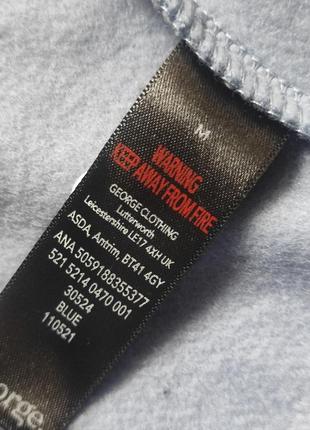 M
WARNING
KEEP AWAY FROM FIRE
GEORGE CLOTHING
Lutterworth
Leicestershire LE17 4XH UK
ASDA, Antrim, BT41 4GY
ANA 5059188355377
521 5214 0470 001
30524
BLUE
110521
orge.